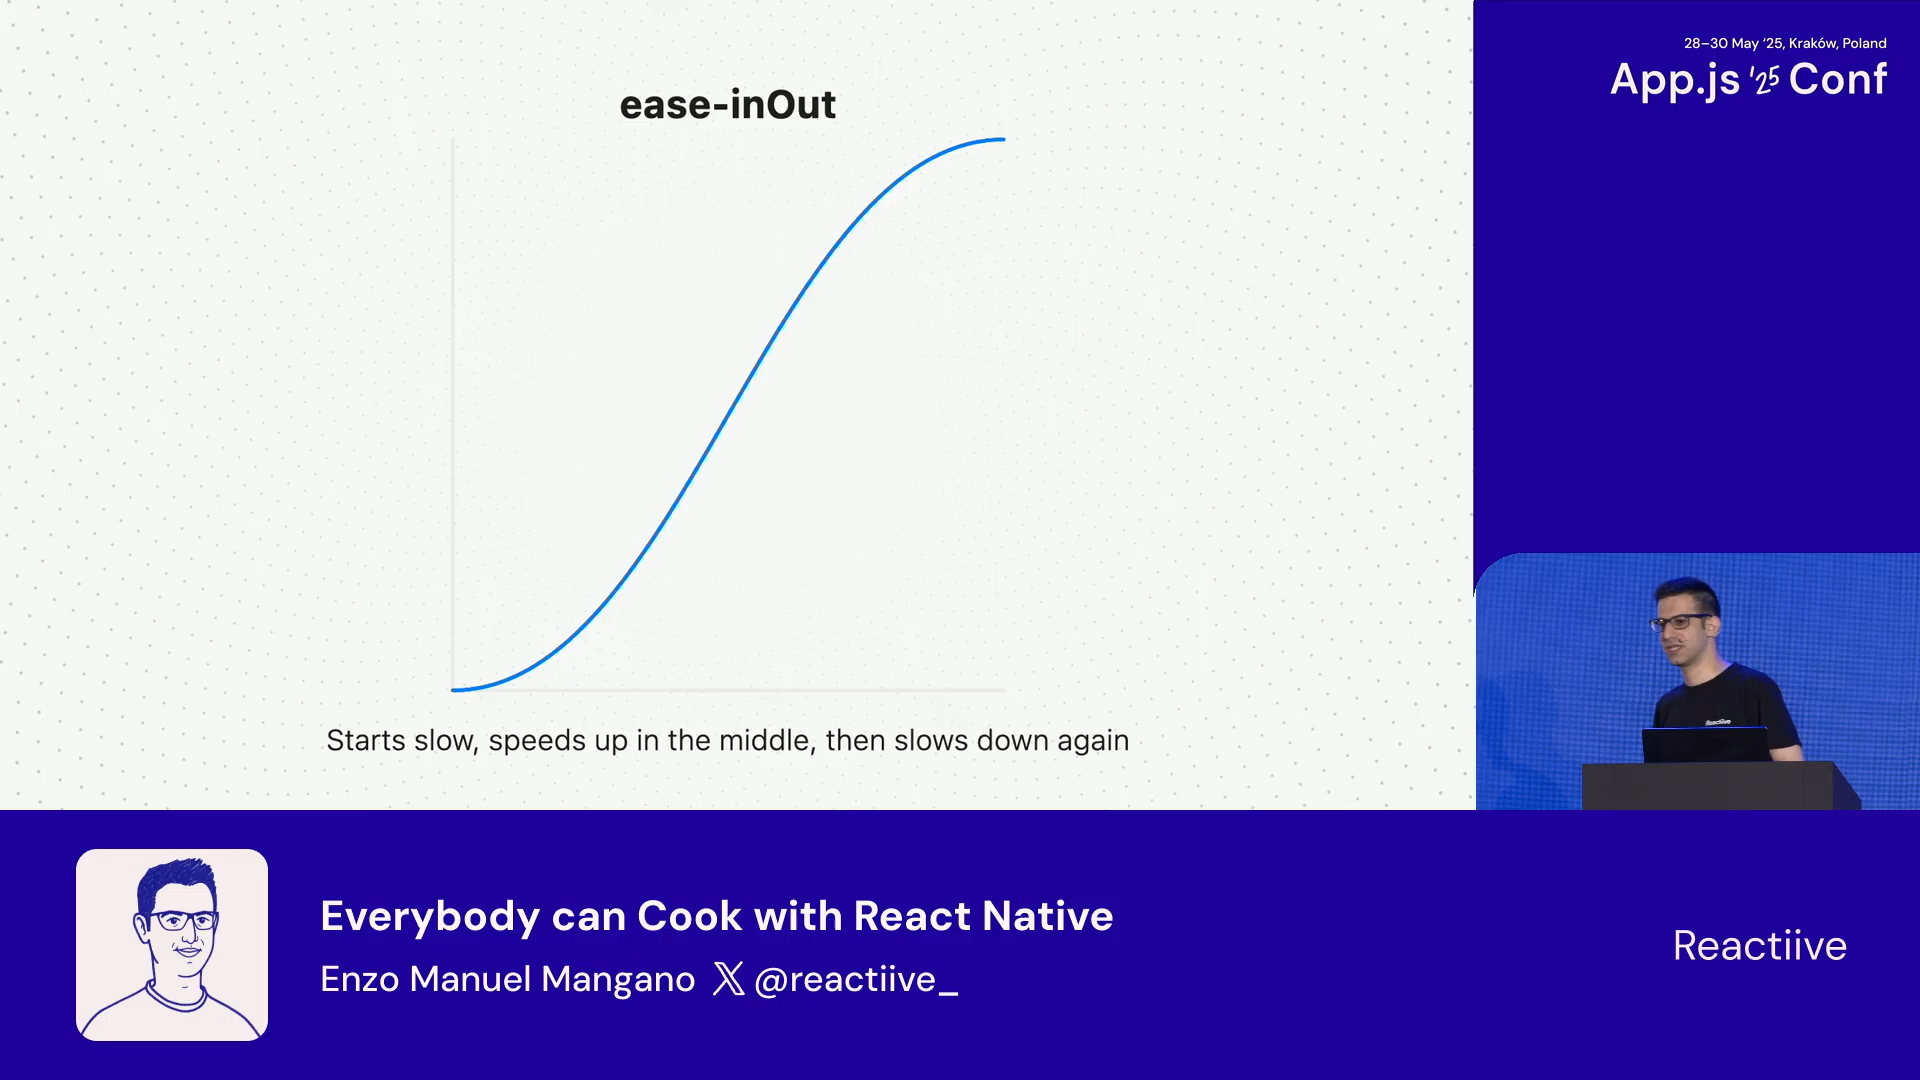 ease-inOut
Starts slow, speeds up in the middle, then slows down again
28–30 May ‘25, Kraków, Poland
App.js '25 Conf
Reactiive
Everybody can Cook with React Native
Enzo Manuel Mangano 𝕏 @reactiive_
Reactiive